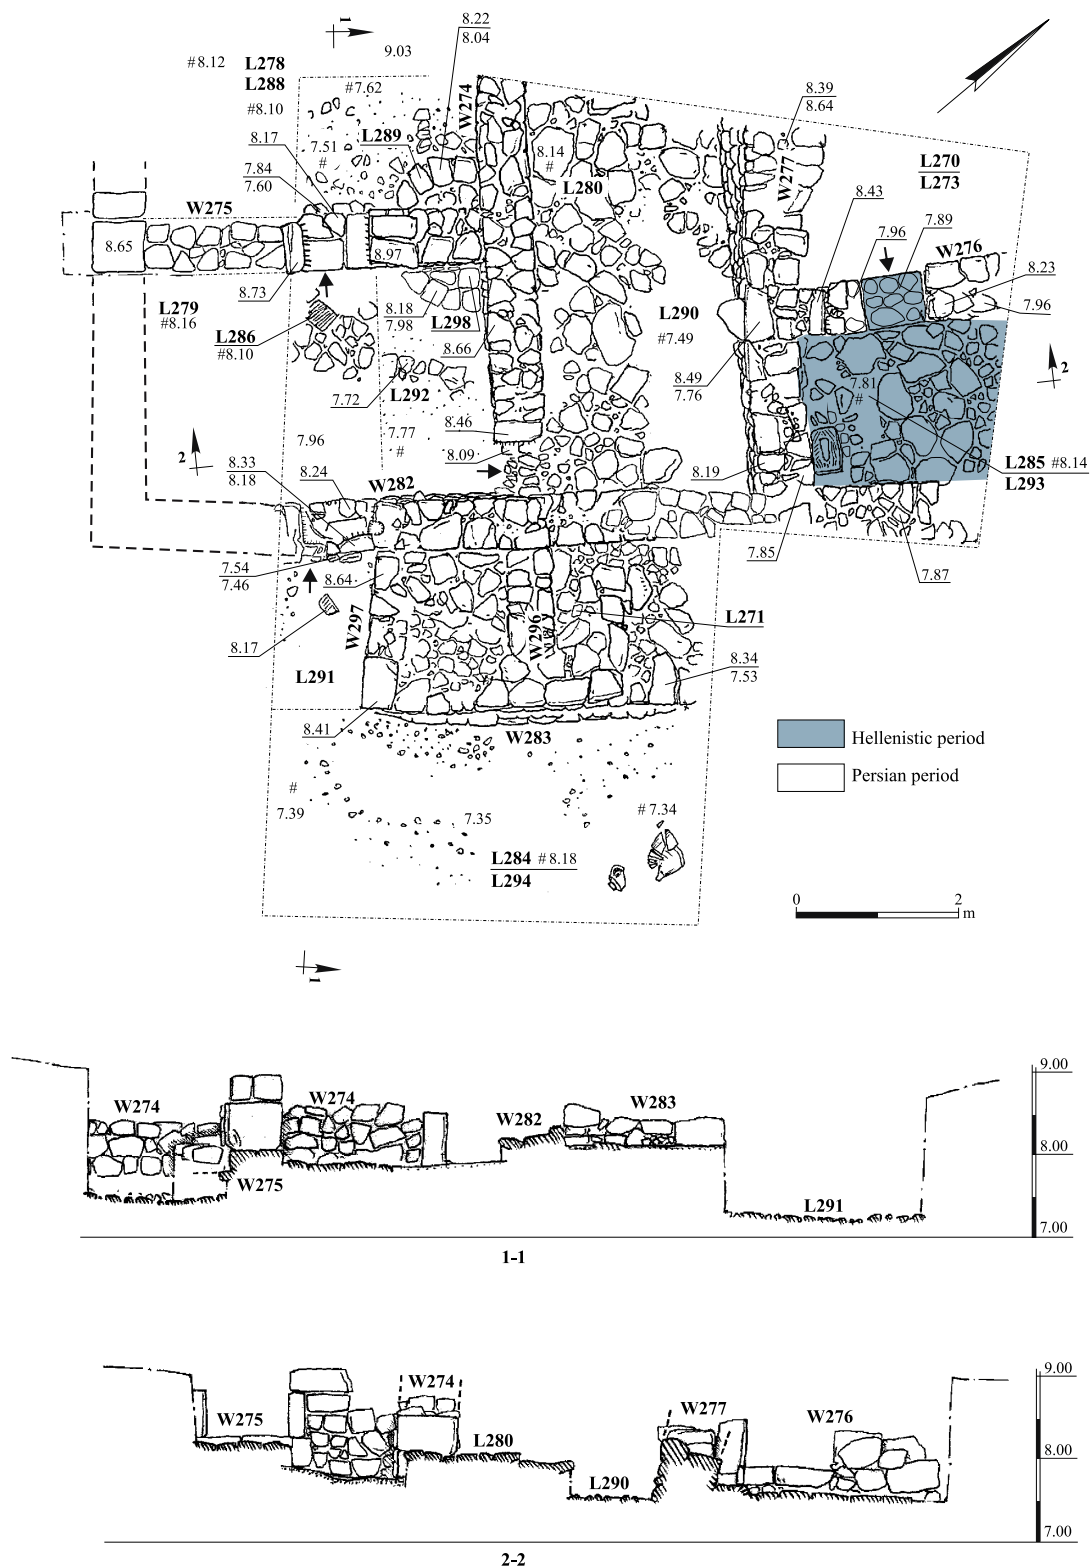 1
8.22
8.04
9.03
#8.12 L278
L288
#8.10
#7.62
W274
8.39
8.64
8.17
L289
7.51
#
7.84
7.60
8.14
#
L280
W277
L270
L273
8.43
W275
7.96
7.89
W276
8.65
8.97
8.23
7.96
8.73
L279
#8.16
8.18
7.98
L298
L290
#7.49
L286
#8.10
8.66
8.49
7.76
7.81
#
2
L292
7.72
8.46
7.96
7.77
#
8.09
2
8.33
8.18
8.24
W282
8.19
L285 #8.14
L293
7.54
7.46
8.64
7.85
7.87
W297
W296
L271
8.17
L291
8.34
7.53
8.41
W283
Hellenistic period
Persian period
#
7.39
7.35
#7.34
L284 #8.18
L294
0 2
m
1
9.00
W274
W274
W282
W283
8.00
W275
L291
7.00
1-1
9.00
W274
W275
W277
W276
L280
8.00
L290
7.00
2-2